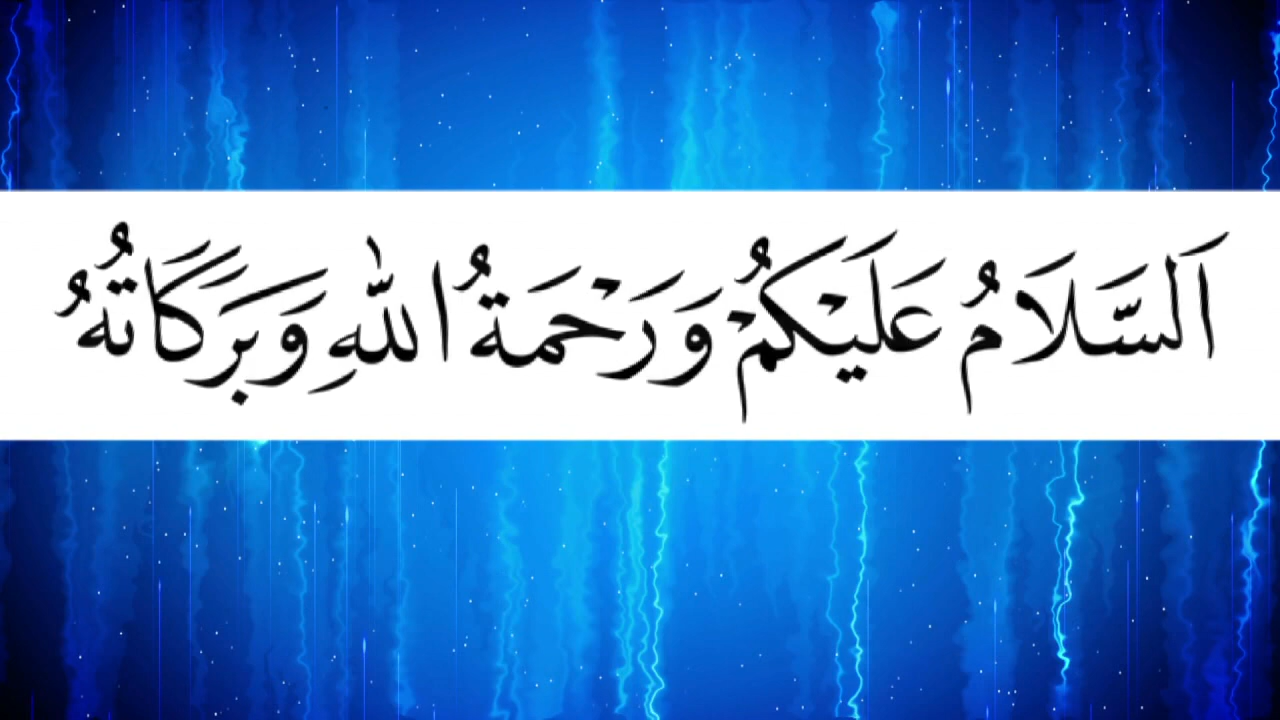 اَلسَّلَامُ عَلَيْكُمْ وَرَحْمَةُ اللهِ وَبَرَكَاتُهُ